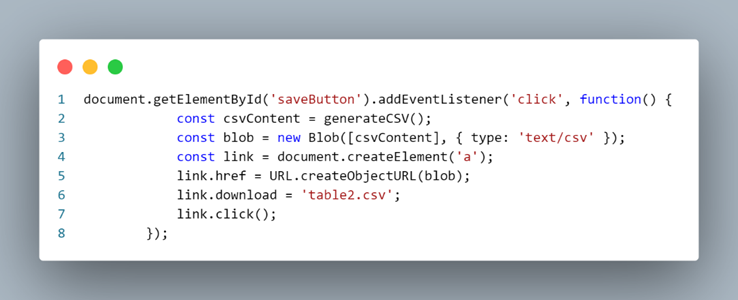 1 document.getElementById('saveButton').addEventListener('click', function() {
2 const csvContent = generateCSV();
3 const blob = new Blob([csvContent], { type: 'text/csv' });
4 const link = document.createElement('a');
5 link.href = URL.createObjectURL(blob);
6 link.download = 'table2.csv';
7 link.click();
8 });